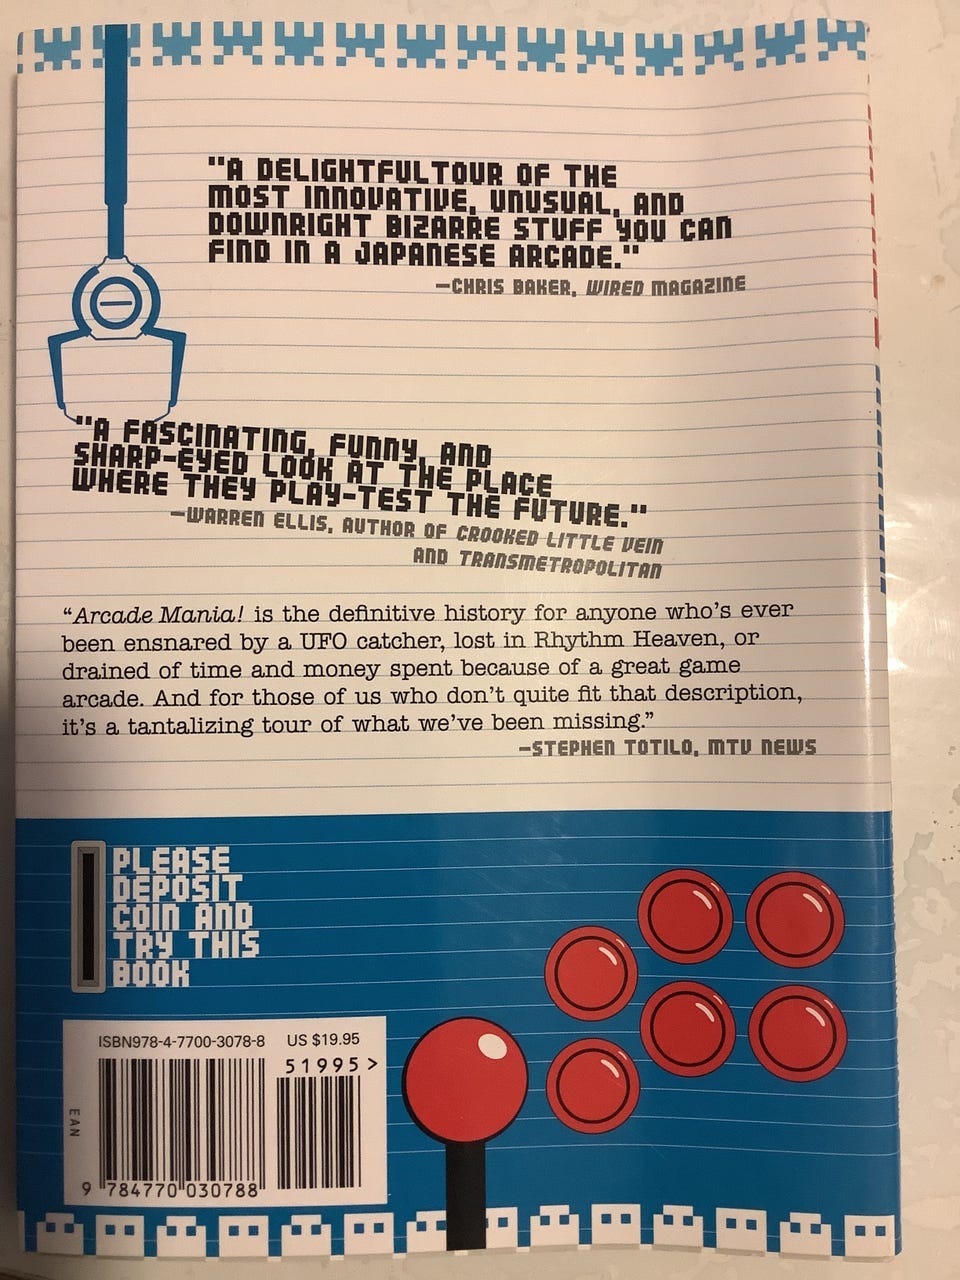 "A DELIGHTFULTOUR OF THE
MOST INNOVATIVE, UNUSUAL, AND
DOWNRIGHT BIZARRE STUFF YOU CAN
FIND IN A JAPANESE ARCADE."
—CHRIS BAKER, WIRED MAGAZINE
"A FASCINATING, FUNNY, AND
SHARP-EYED LOOK AT THE PLACE
WHERE THEY PLAY-TEST THE FUTURE."
—WARREN ELLIS, AUTHOR OF CROOKED LITTLE VEIN
AND TRANSMETROPOLITAN
“Arcade Mania! is the definitive history for anyone who’s ever
been ensnared by a UFO catcher, lost in Rhythm Heaven, or
drained of time and money spent because of a great game
arcade. And for those of us who don’t quite fit that description,
it’s a tantalizing tour of what we’ve been missing.”
—STEPHEN TOTILO, MTV NEWS
PLEASE
DEPOSIT
COIN AND
TRY THIS
BOOK
ISBN978-4-7700-3078-8 US $19.95
51995>
EAN
9 784770 030788